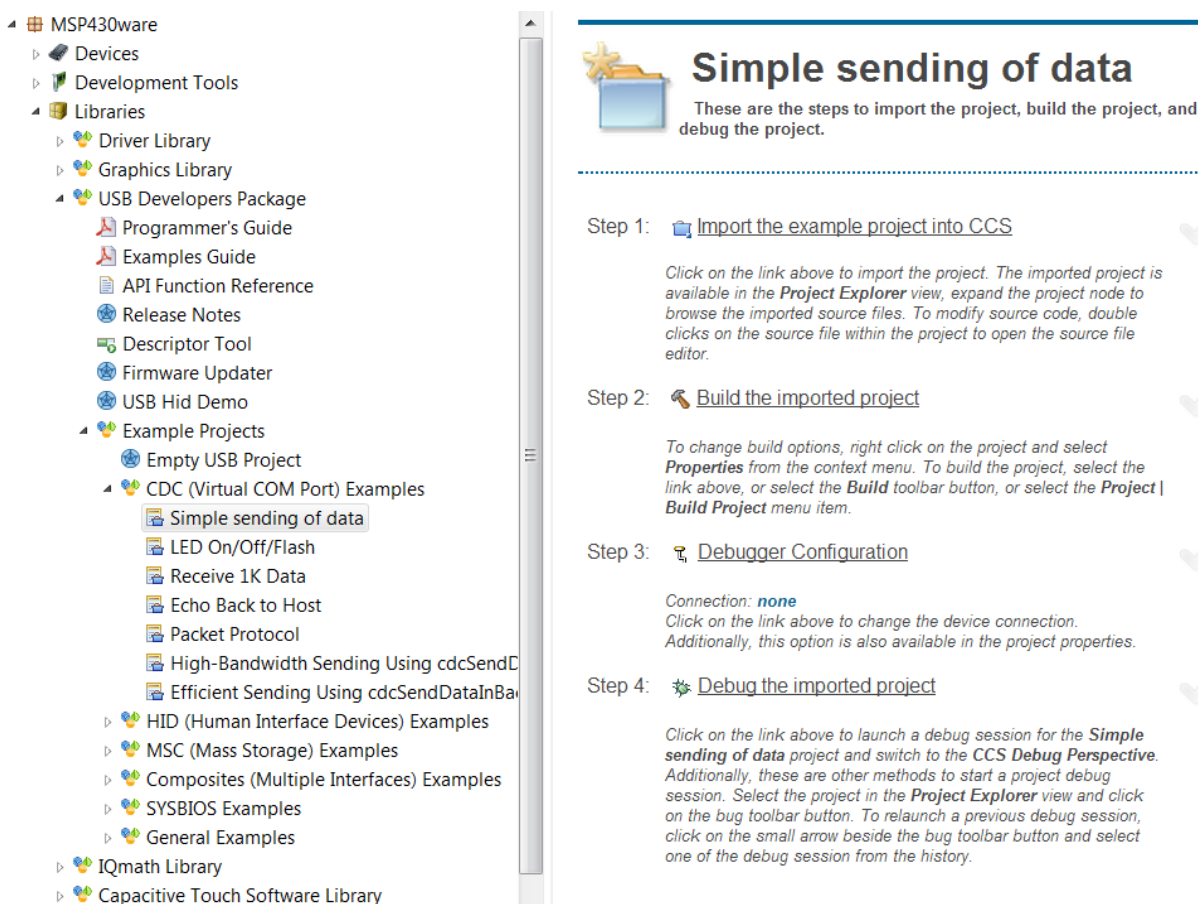 MSP430ware
Devices
Development Tools
Libraries
Driver Library
Graphics Library
USB Developers Package
Programmer's Guide
Examples Guide
API Function Reference
Release Notes
Descriptor Tool
Firmware Updater
USB Hid Demo
Example Projects
Empty USB Project
CDC (Virtual COM Port) Examples
Simple sending of data
LED On/Off/Flash
Receive 1K Data
Echo Back to Host
Packet Protocol
High-Bandwidth Sending Using cdcSendD
Efficient Sending Using cdcSendDataInBa
HID (Human Interface Devices) Examples
MSC (Mass Storage) Examples
Composites (Multiple Interfaces) Examples
SYSBIOS Examples
General Examples
IQmath Library
Capacitive Touch Software Library
Simple sending of data
These are the steps to import the project, build the project, and
debug the project.
Step 1: Import the example project into CCS
Click on the link above to import the project. The imported project is
available in the Project Explorer view, expand the project node to
browse the imported source files. To modify source code, double
clicks on the source file within the project to open the source file
editor.
Step 2: Build the imported project
To change build options, right click on the project and select
Properties from the context menu. To build the project, select the
link above, or select the Build toolbar button, or select the Project |
Build Project menu item.
Step 3: Debugger Configuration
Connection: none
Click on the link above to change the device connection.
Additionally, this option is also available in the project properties.
Step 4: Debug the imported project
Click on the link above to launch a debug session for the Simple
sending of data project and switch to the CCS Debug Perspective.
Additionally, these are other methods to start a project debug
session. Select the project in the Project Explorer view and click
on the bug toolbar button. To relaunch a previous debug session,
click on the small arrow beside the bug toolbar button and select
one of the debug session from the history.